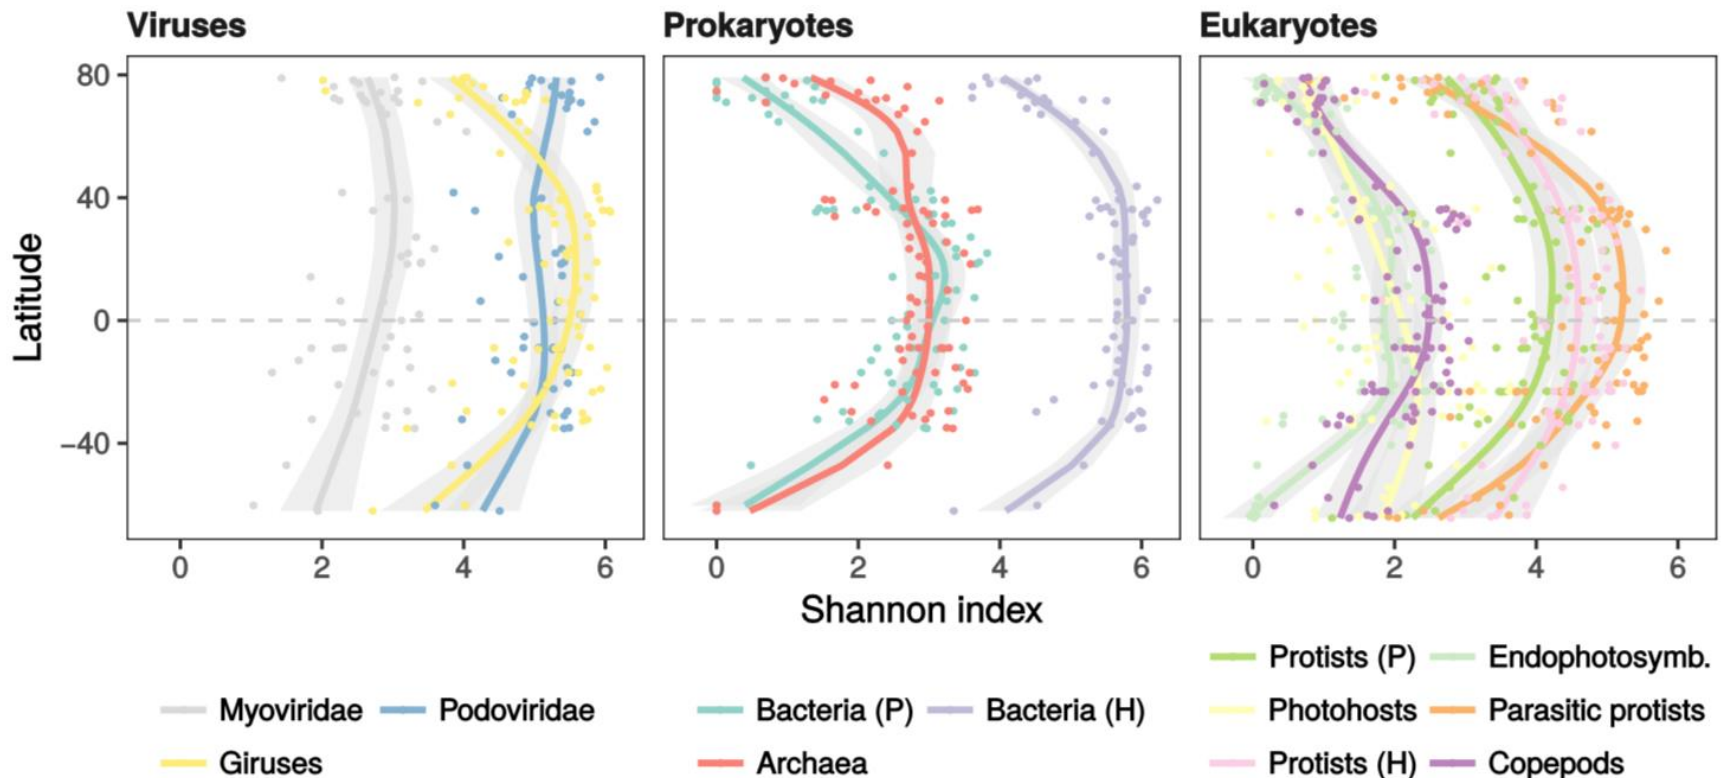 Viruses
Prokaryotes
Eukaryotes
80
40
0
−40
Latitude
0 2 4 6
0 2 4 6
0 2 4 6
Shannon index
Myoviridae Podoviridae
Giruses
Bacteria (P) Bacteria (H)
Archaea
Protists (P) Endophotosymb.
Photohosts Parasitic protists
Protists (H) Copepods